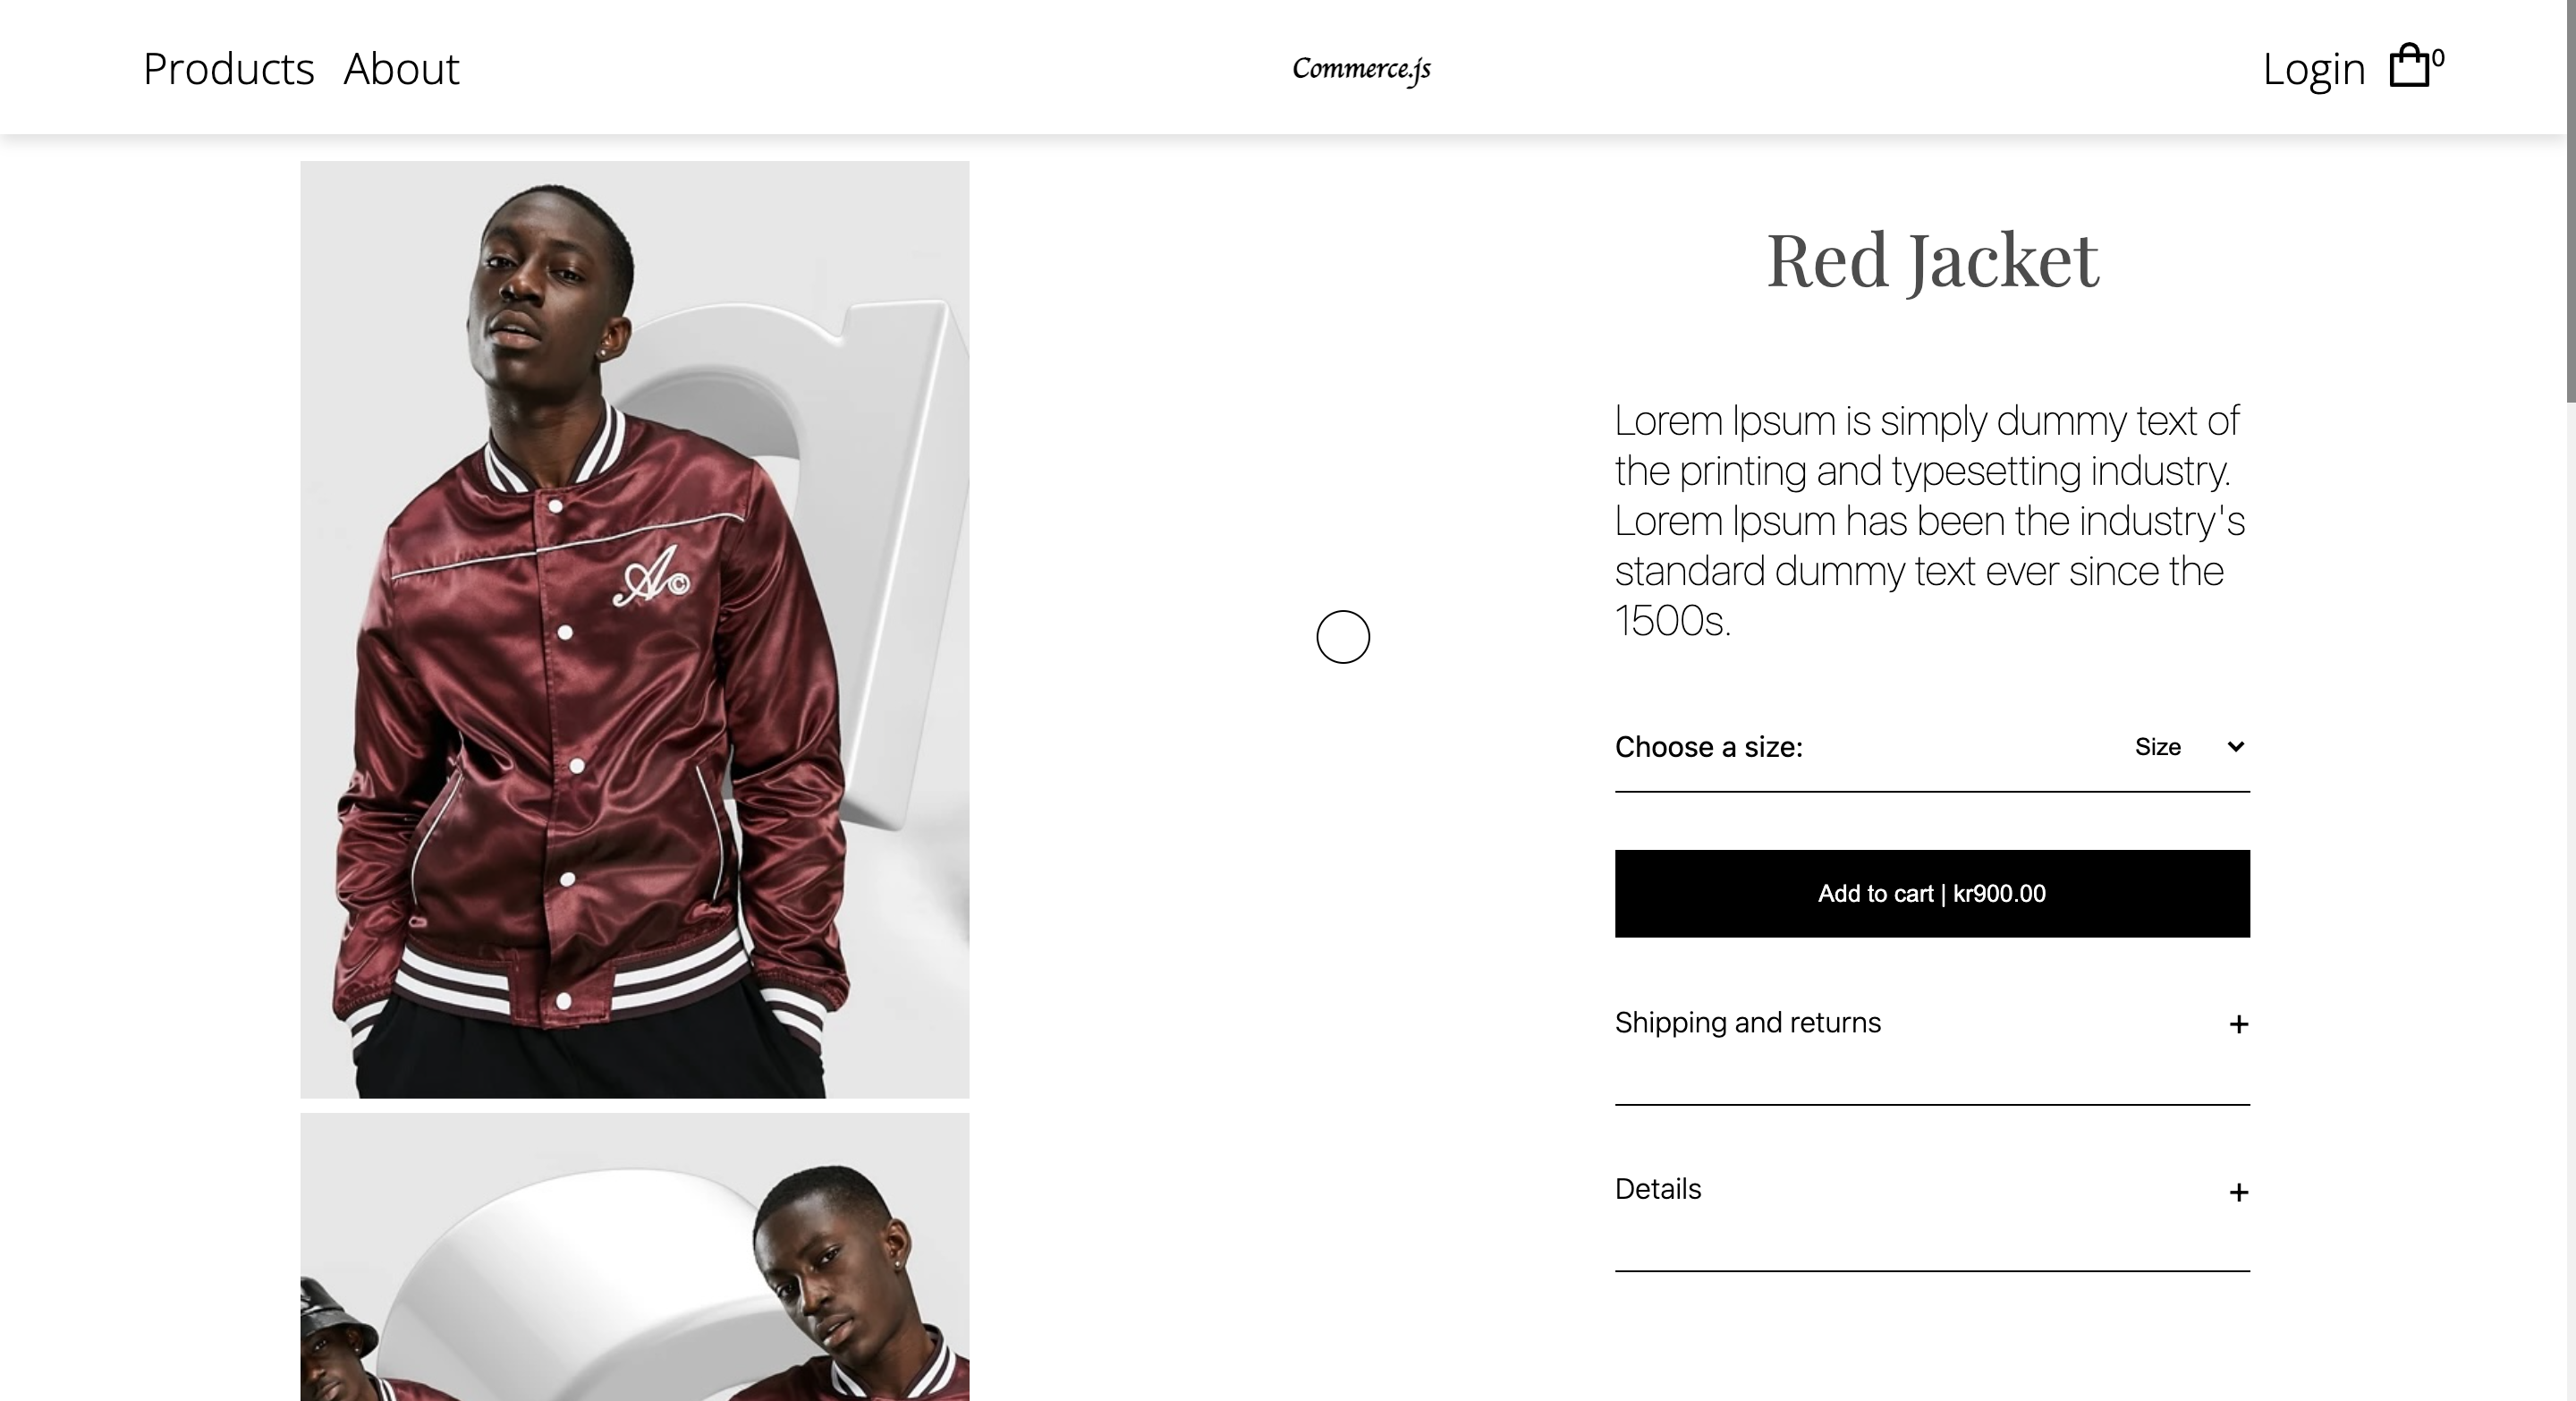 Products About Commerce.js Login 0
Red Jacket
Lorem Ipsum is simply dummy text of
the printing and typesetting industry.
Lorem Ipsum has been the industry's
standard dummy text ever since the
1500s.
Choose a size: Size
Add to cart | kr900.00
Shipping and returns +
Details +
A©